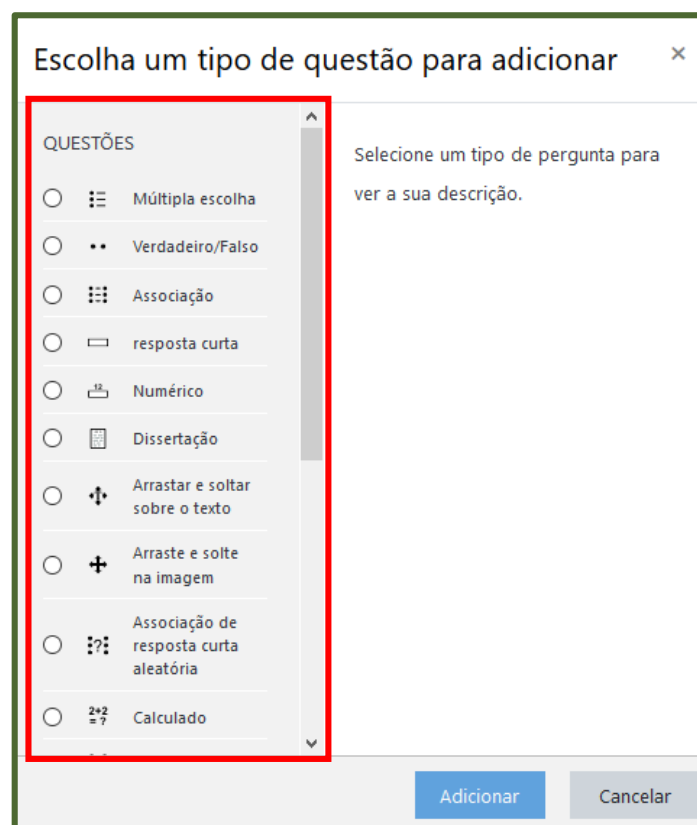 Escolha um tipo de questão para adicionar ×
QUESTÕES
Múltipla escolha
Verdadeiro/Falso
Associação
resposta curta
12
Numérico
Dissertação
Arrastar e soltar
sobre o texto
Arraste e solte
na imagem
Associação de
resposta curta
aleatória
?
2+2
= ?
Calculado
Selecione um tipo de pergunta para
ver a sua descrição.
Adicionar
Cancelar